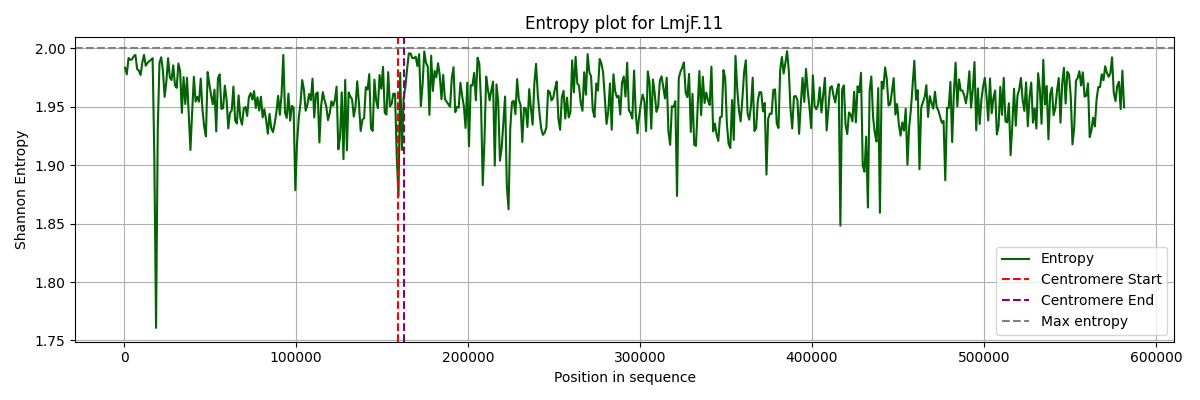 Entropy plot for LmjF.11
Shannon Entropy
2.00
1.95
1.90
1.85
1.80
1.75
0
100000
200000
300000
400000
500000
600000
Position in sequence
Entropy
Centromere Start
Centromere End
Max entropy